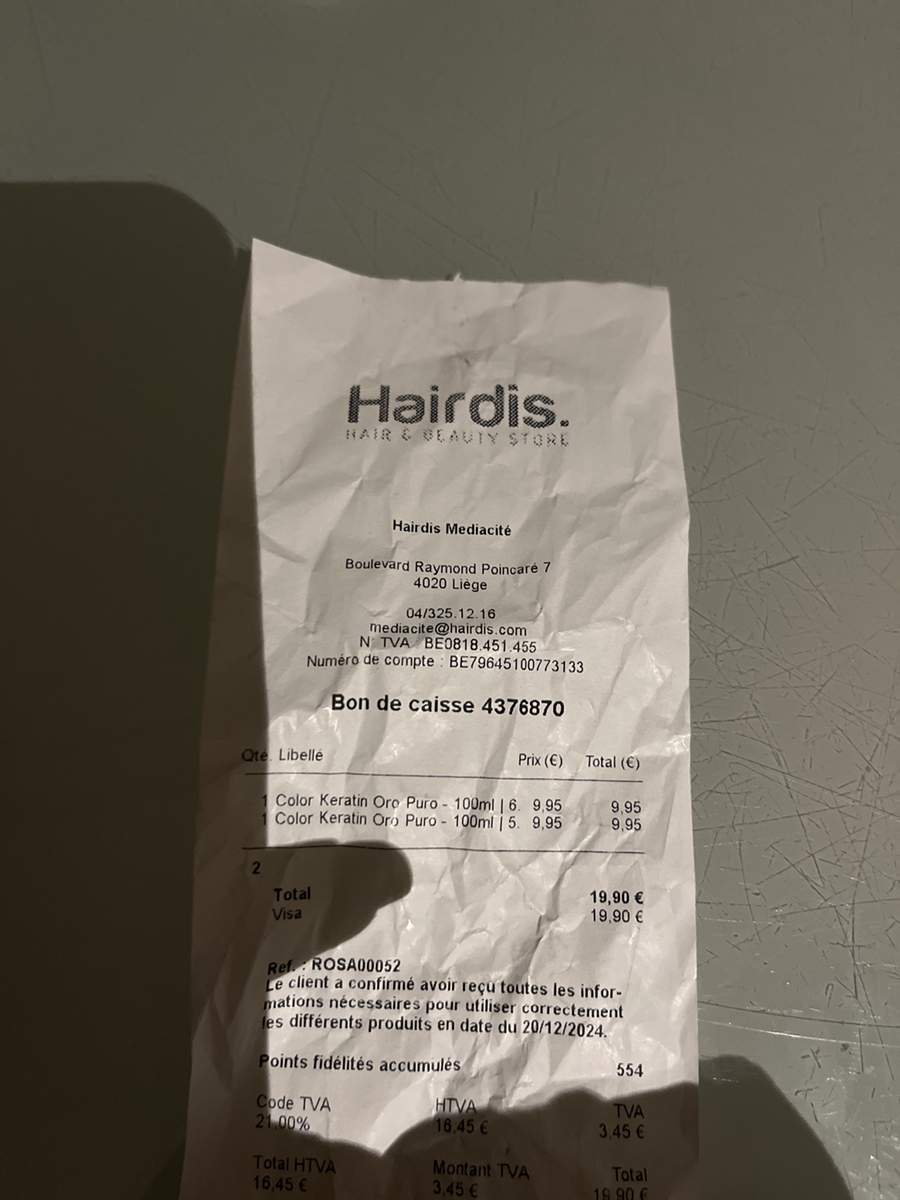 Hairdis.
HAIR & BEAUTY STORE
Hairdis Mediacité
Boulevard Raymond Poincaré 7
4020 Liège
04/325.12.16
mediacite@hairdis.com
N° TVA BE0818.451.455
Numéro de compte : BE79645100773133
Bon de caisse 4376870
Qté. Libellé Prix (€) Total (€)
1 Color Keratin Oro Puro - 100ml | 6. 9,95 9,95
1 Color Keratin Oro Puro - 100ml | 5. 9,95 9,95
2
Total 19,90 €
Visa 19,90 €
Ref. : ROSA00052
Le client a confirmé avoir reçu toutes les infor-
mations nécessaires pour utiliser correctement
les différents produits en date du 20/12/2024.
Points fidélités accumulés 554
Code TVA HTVA TVA
21,00% 16,45 € 3,45 €
Total HTVA Montant TVA Total
16,45 € 3,45 € 19,90 €